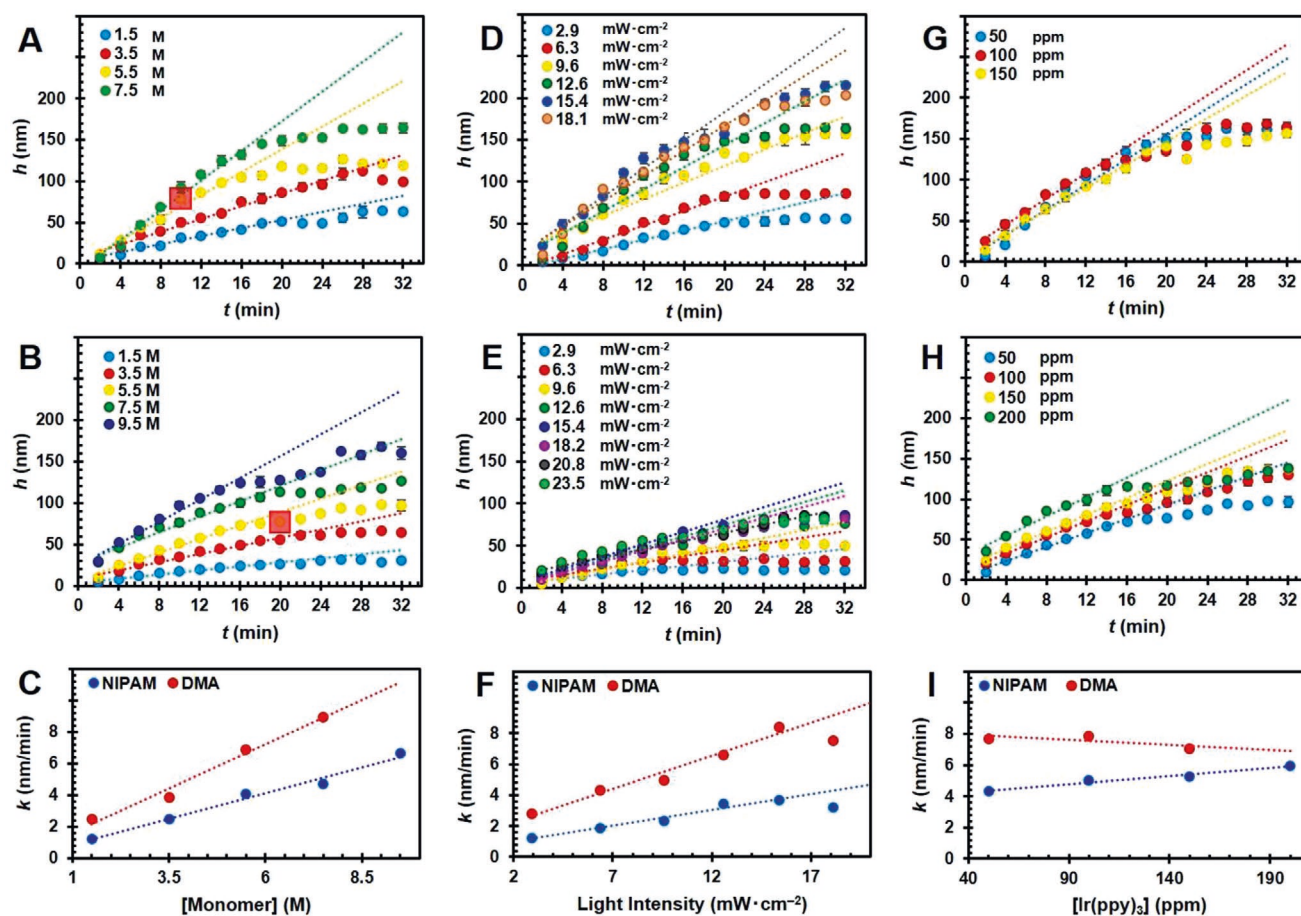 A
1.5 M
3.5 M
5.5 M
7.5 M
200
150
100
50
0
h (nm)
0 4 8 12 16 20 24 28 32
t (min)
D
2.9 mW·cm-2
6.3 mW·cm-2
9.6 mW·cm-2
12.6 mW·cm-2
15.4 mW·cm-2
18.1 mW·cm-2
200
150
100
50
0
h (nm)
0 4 8 12 16 20 24 28 32
t (min)
G
50 ppm
100 ppm
150 ppm
200
150
100
50
0
h (nm)
0 4 8 12 16 20 24 28 32
t (min)
B
1.5 M
3.5 M
5.5 M
7.5 M
9.5 M
200
150
100
50
0
h (nm)
0 4 8 12 16 20 24 28 32
t (min)
E
2.9 mW·cm-2
6.3 mW·cm-2
9.6 mW·cm-2
12.6 mW·cm-2
15.4 mW·cm-2
18.2 mW·cm-2
20.8 mW·cm-2
23.5 mW·cm-2
200
150
100
50
0
h (nm)
0 4 8 12 16 20 24 28 32
t (min)
H
50 ppm
100 ppm
150 ppm
200 ppm
200
150
100
50
0
h (nm)
0 4 8 12 16 20 24 28 32
t (min)
C
NIPAM DMA
8
6
4
2
0
k (nm/min)
1 3.5 6 8.5
[Monomer] (M)
F
NIPAM DMA
8
6
4
2
0
k (nm/min)
2 7 12 17
Light Intensity (mW·cm–2)
I
NIPAM DMA
8
6
4
2
0
k (nm/min)
40 90 140 190
[Ir(ppy)3] (ppm)